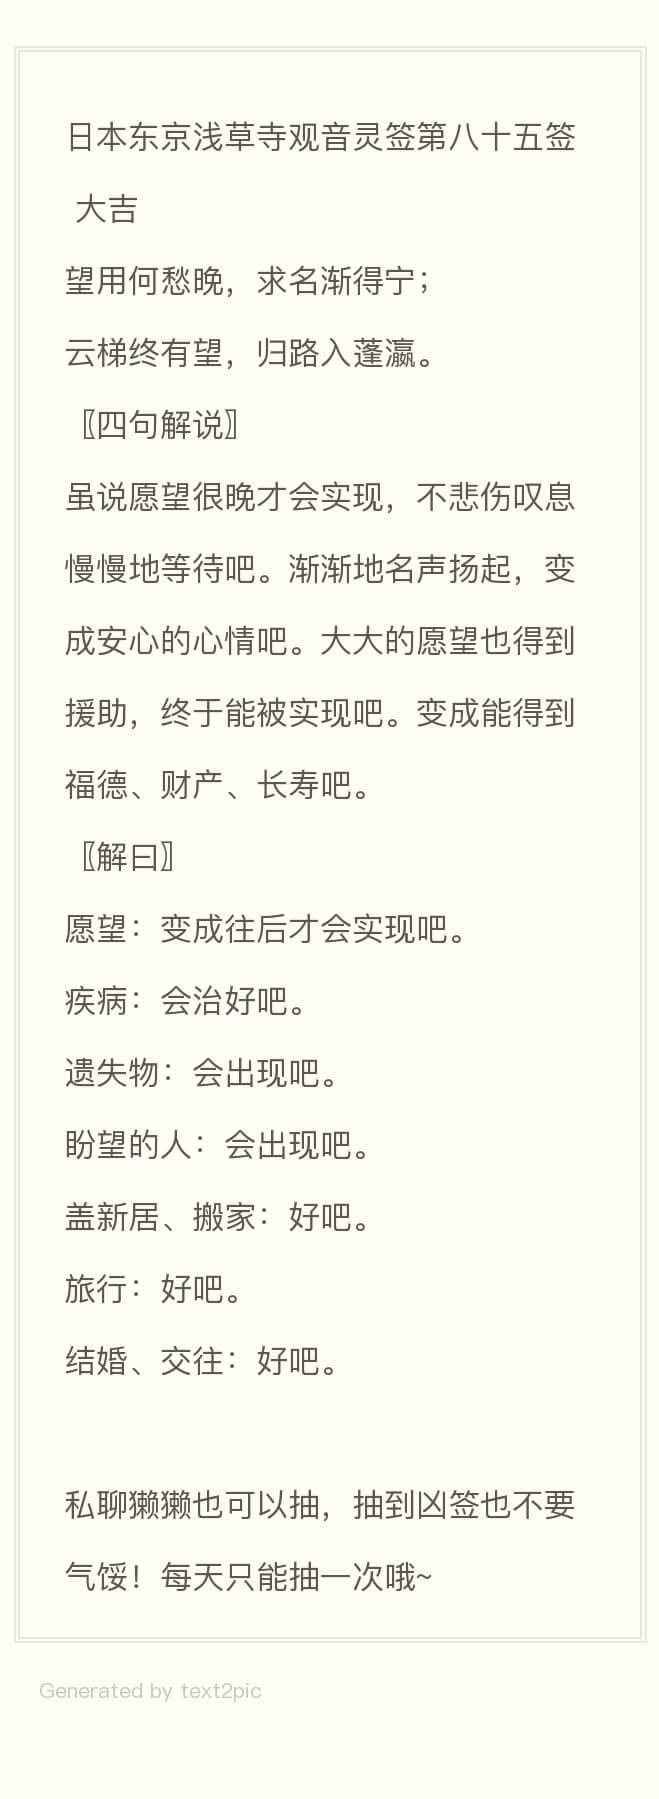 日本东京浅草寺观音灵签第八十五签
大吉
望用何愁晚，求名渐得宁；
云梯终有望，归路入蓬瀛。
〖四句解说〗
虽说愿望很晚才会实现，不悲伤叹息
慢慢地等待吧。渐渐地名声扬起，变
成安心的心情吧。大大的愿望也得到
援助，终于能被实现吧。变成能得到
福德、财产、长寿吧。
〖解曰〗
愿望：变成往后才会实现吧。
疾病：会治好吧。
遗失物：会出现吧。
盼望的人：会出现吧。
盖新居、搬家：好吧。
旅行：好吧。
结婚、交往：好吧。
私聊獭獭也可以抽，抽到凶签也不要
气馁！每天只能抽一次哦~
Generated by text2pic